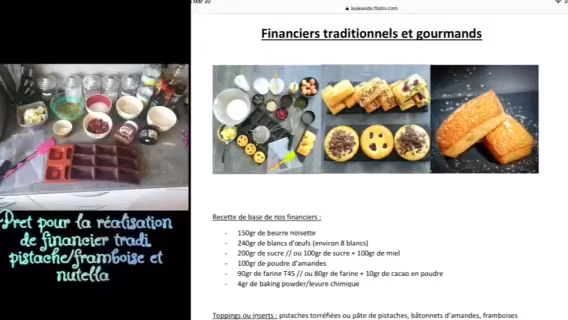 lookaside.fbsbx.com
Financiers traditionnels et gourmands
Pret pour la réalisation
de financier tradi,
pistache/framboise et
nutella
Recette de base de nos financiers :
- 150gr de beurre noisette
- 240gr de blancs d'œufs (environ 8 blancs)
- 200gr de sucre // ou 100gr de sucre + 100gr de miel
- 100gr de poudre d'amandes
- 90gr de farine T45 // ou 80gr de farine + 10gr de cacao en poudre
- 4gr de baking powder/levure chimique
Toppings ou inserts : pistaches torréfiées ou pâte de pistaches, bâtonnets d'amandes, framboises